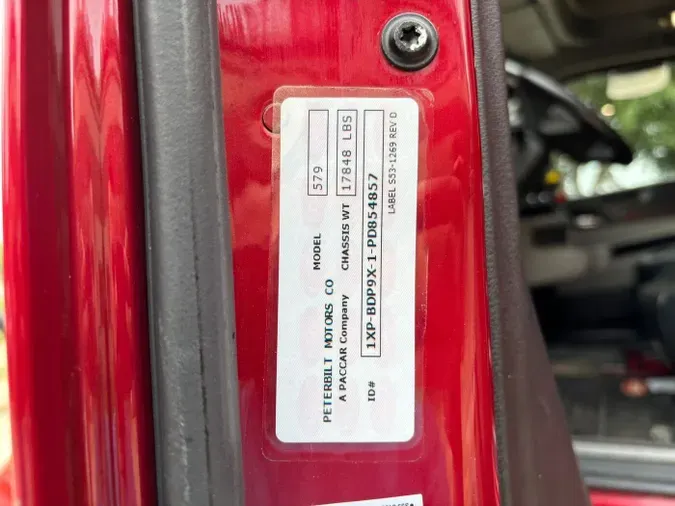 PETERBILT MOTORS CO MODEL 579
A PACCAR Company CHASSIS WT 17848 LBS
ID# 1XP-BDP9X-1-PD854857
LABEL S53-1269 REV D